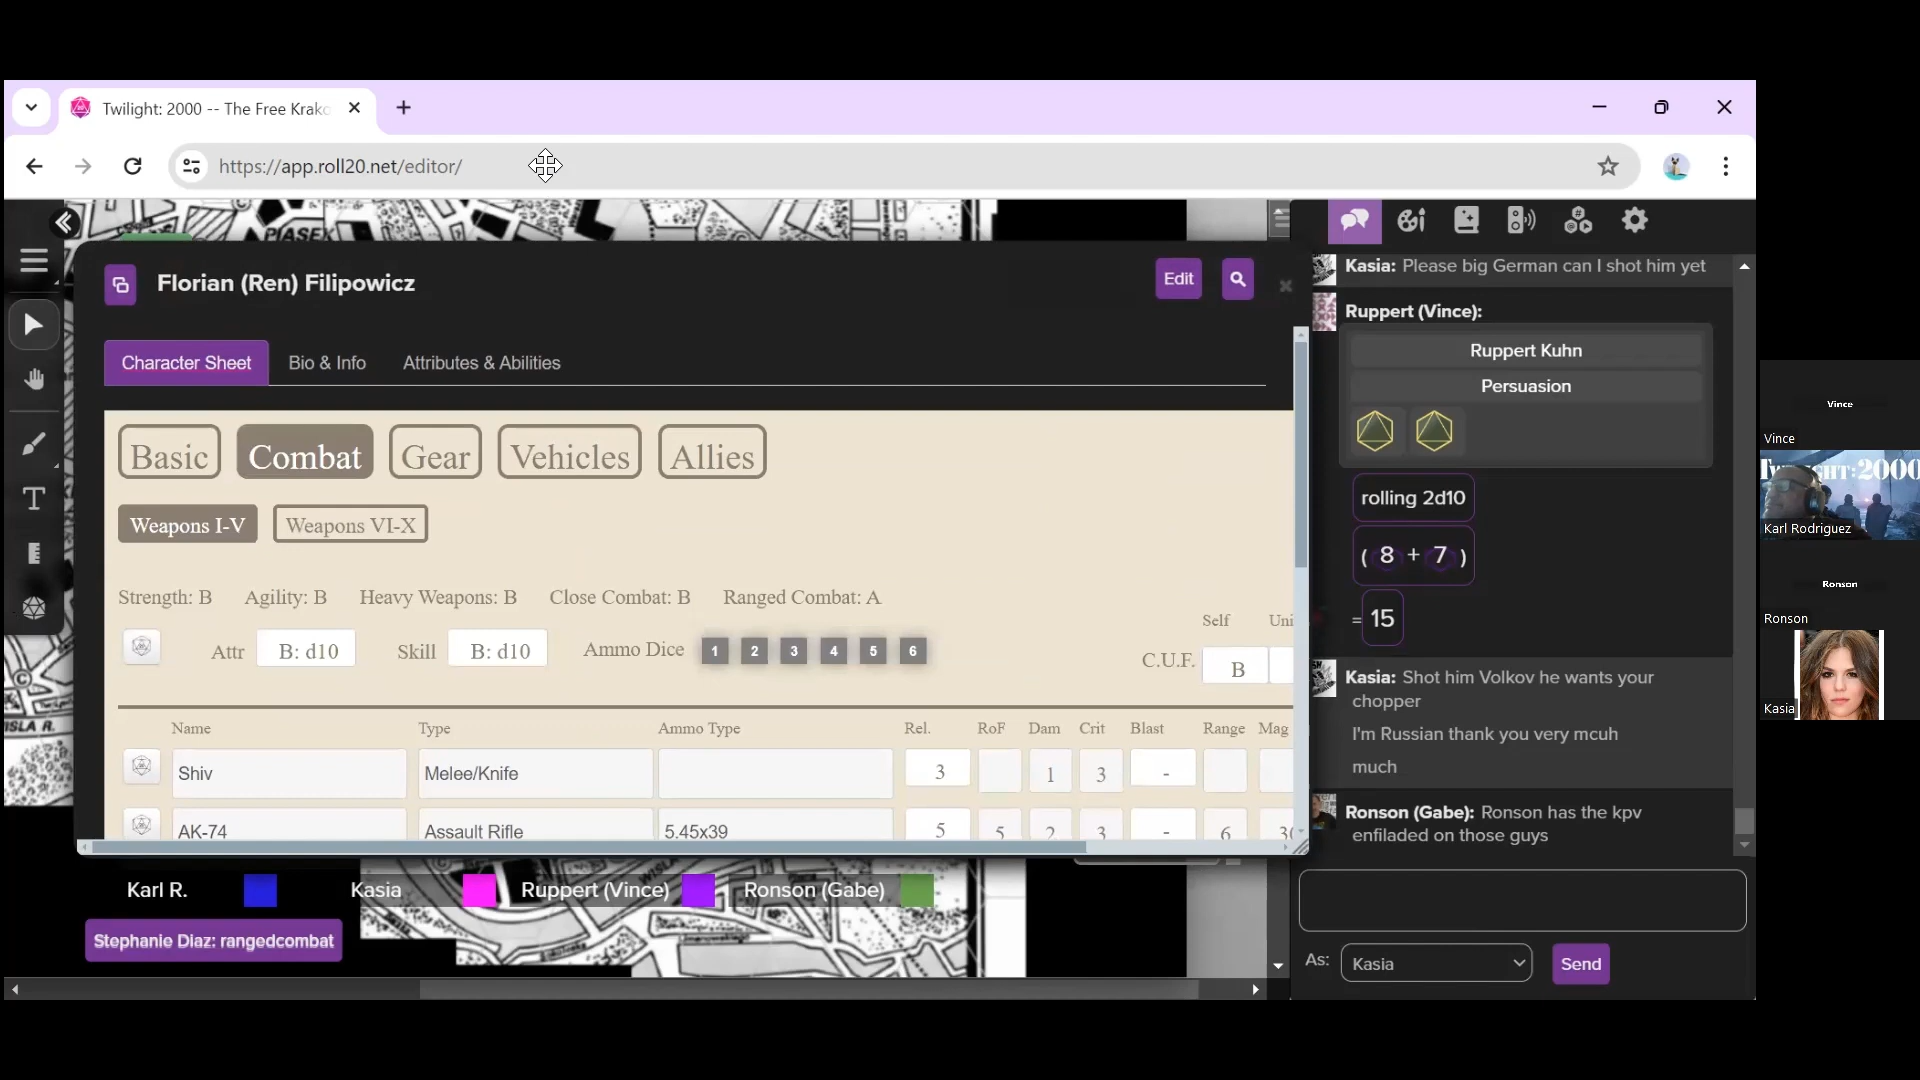 Twilight: 2000 -- The Free Krako
https://app.roll20.net/editor/
PIASEK
Florian (Ren) Filipowicz
Edit
Character Sheet
Bio & Info
Attributes & Abilities
Basic
Combat
Gear
Vehicles
Allies
Weapons I-V
Weapons VI-X
Strength: B
Agility: B
Heavy Weapons: B
Close Combat: B
Ranged Combat: A
Attr
B: d10
Skill
B: d10
Ammo Dice
1
2
3
4
5
6
Self
Uni
C.U.F.
B
Name
Type
Ammo Type
Rel.
RoF
Dam
Crit
Blast
Range
Mag
Shiv
Melee/Knife
3
1
3
-
AK-74
Assault Rifle
5.45x39
5
5
2
3
-
6
30
ISLA R.
Karl R.
Kasia
Ruppert (Vince)
Ronson (Gabe)
Stephanie Diaz: rangedcombat
Kasia: Please big German can I shot him yet
Ruppert (Vince):
Ruppert Kuhn
Persuasion
rolling 2d10
( 8 + 7 )
= 15
Kasia: Shot him Volkov he wants your
chopper
I'm Russian thank you very mcuh
much
Ronson (Gabe): Ronson has the kpv
enfiladed on those guys
As:
Kasia
Send
Vince
Vince
TWILIGHT:2000
Karl Rodriguez
Ronson
Ronson
Kasia